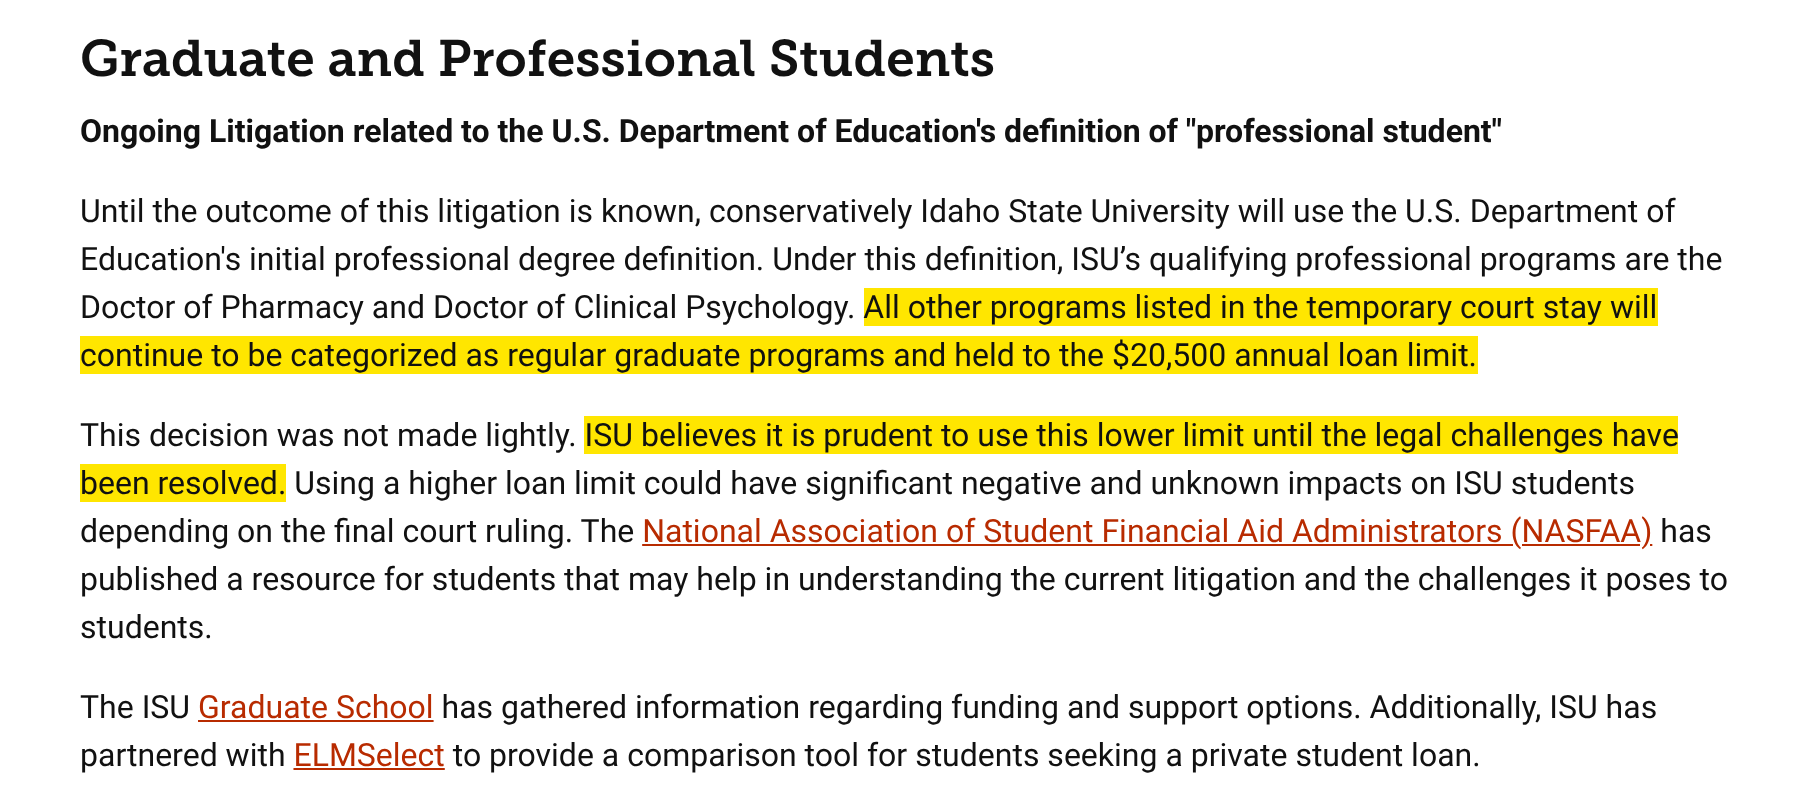 Graduate and Professional Students
Ongoing Litigation related to the U.S. Department of Education's definition of "professional student"
Until the outcome of this litigation is known, conservatively Idaho State University will use the U.S. Department of
Education's initial professional degree definition. Under this definition, ISU’s qualifying professional programs are the
Doctor of Pharmacy and Doctor of Clinical Psychology. All other programs listed in the temporary court stay will
continue to be categorized as regular graduate programs and held to the $20,500 annual loan limit.
This decision was not made lightly. ISU believes it is prudent to use this lower limit until the legal challenges have
been resolved. Using a higher loan limit could have significant negative and unknown impacts on ISU students
depending on the final court ruling. The National Association of Student Financial Aid Administrators (NASFAA) has
published a resource for students that may help in understanding the current litigation and the challenges it poses to
students.
The ISU Graduate School has gathered information regarding funding and support options. Additionally, ISU has
partnered with ELMSelect to provide a comparison tool for students seeking a private student loan.